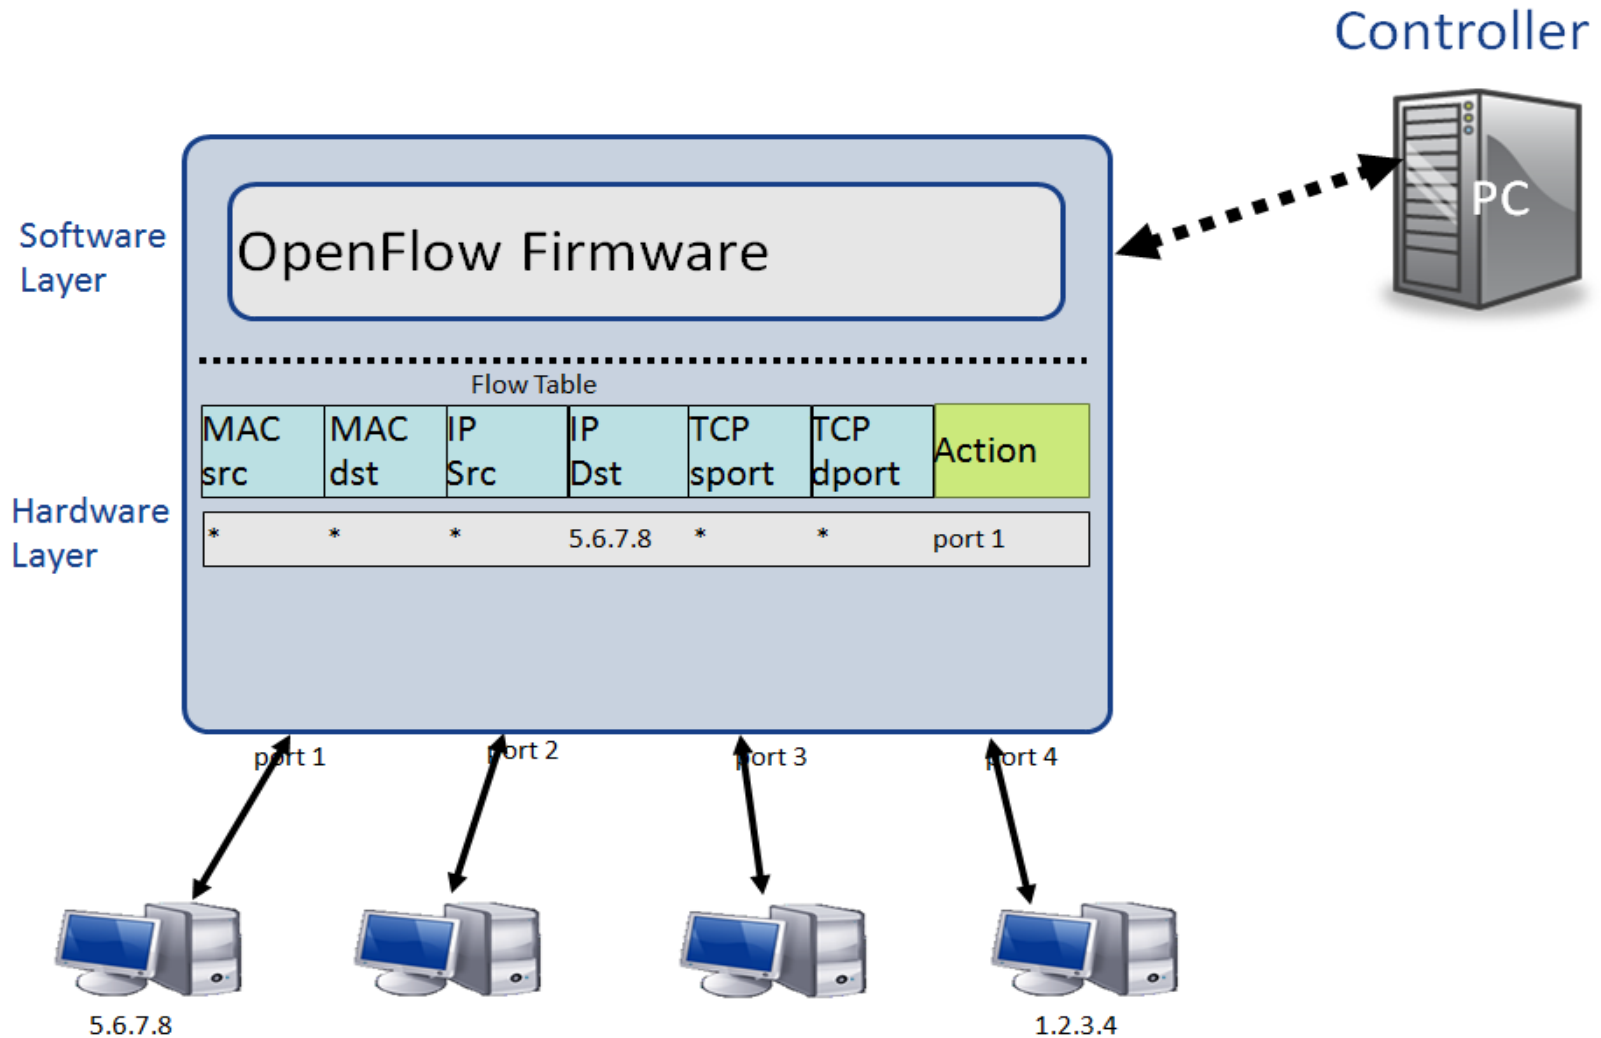 Controller
PC
Software
Layer
OpenFlow Firmware
Flow Table
MAC src MAC dst IP Src IP Dst TCP sport TCP dport Action
Hardware
Layer
* * * 5.6.7.8 * * port 1
port 1 port 2 port 3 port 4
5.6.7.8 1.2.3.4